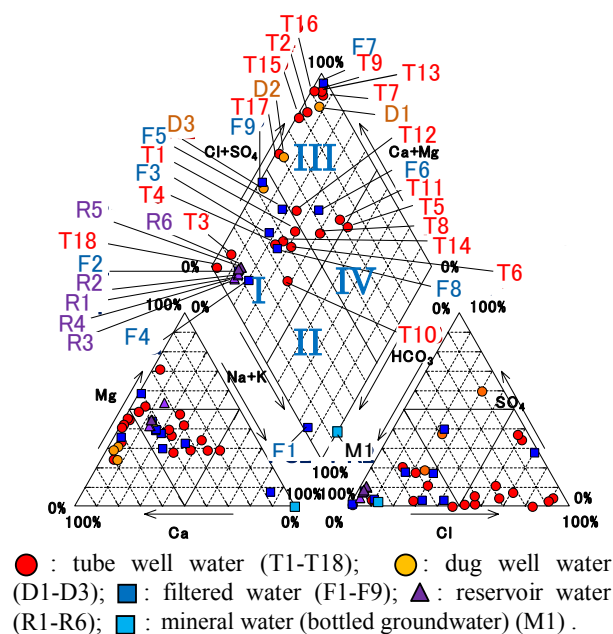 T16
T2
F7
T15
100%
T9
T13
D2
T7
T17
D1
D3
F9
F5
T12
Cl+SO₄
III
Ca+Mg
T1
F6
F3
T11
T4
T5
R5
R6
T3
T8
T18
T14
0%
0%
F2
T6
R2
I
IV
R1
F8
100%
0%
0%
100%
R4
R3
F4
II
T10
HCO₃
Mg
Na+K
SO₄
F1
M1
100%
0%
100%
100%
0%
100%
0%
0%
100%
Ca
Cl
: tube well water (T1-T18); : dug well water
(D1-D3); : filtered water (F1-F9); : reservoir water
(R1-R6); : mineral water (bottled groundwater) (M1) .